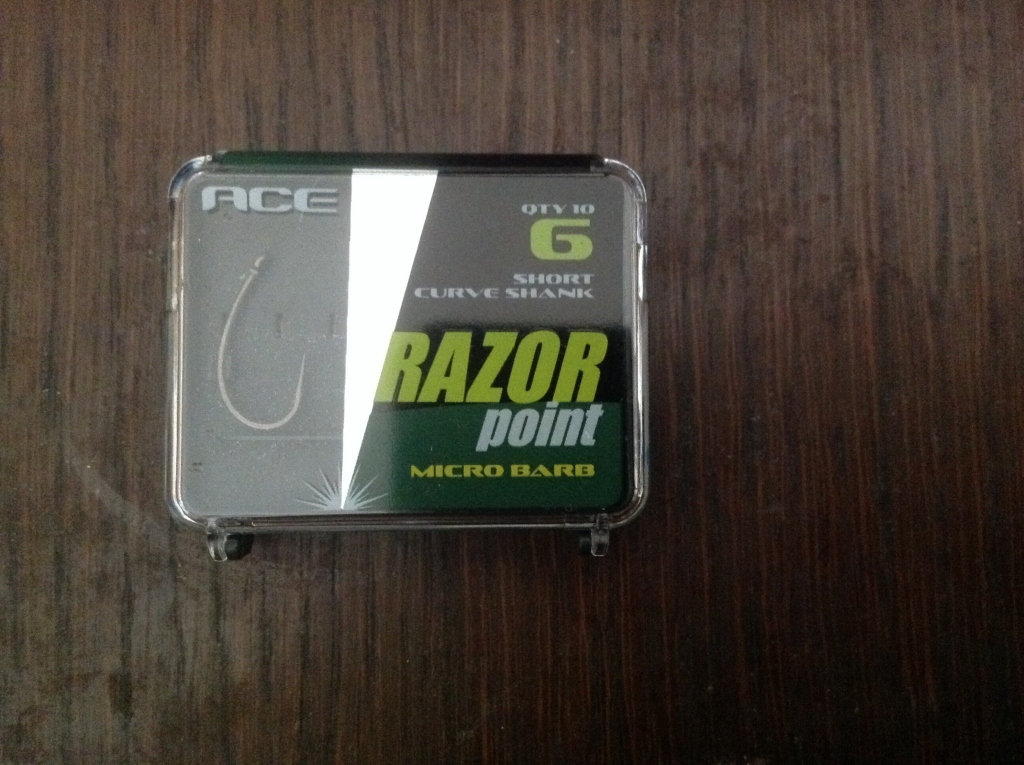 ACE
QTY 10
6
SHORT
CURVE SHANK
RAZOR
point
MICRO BARB